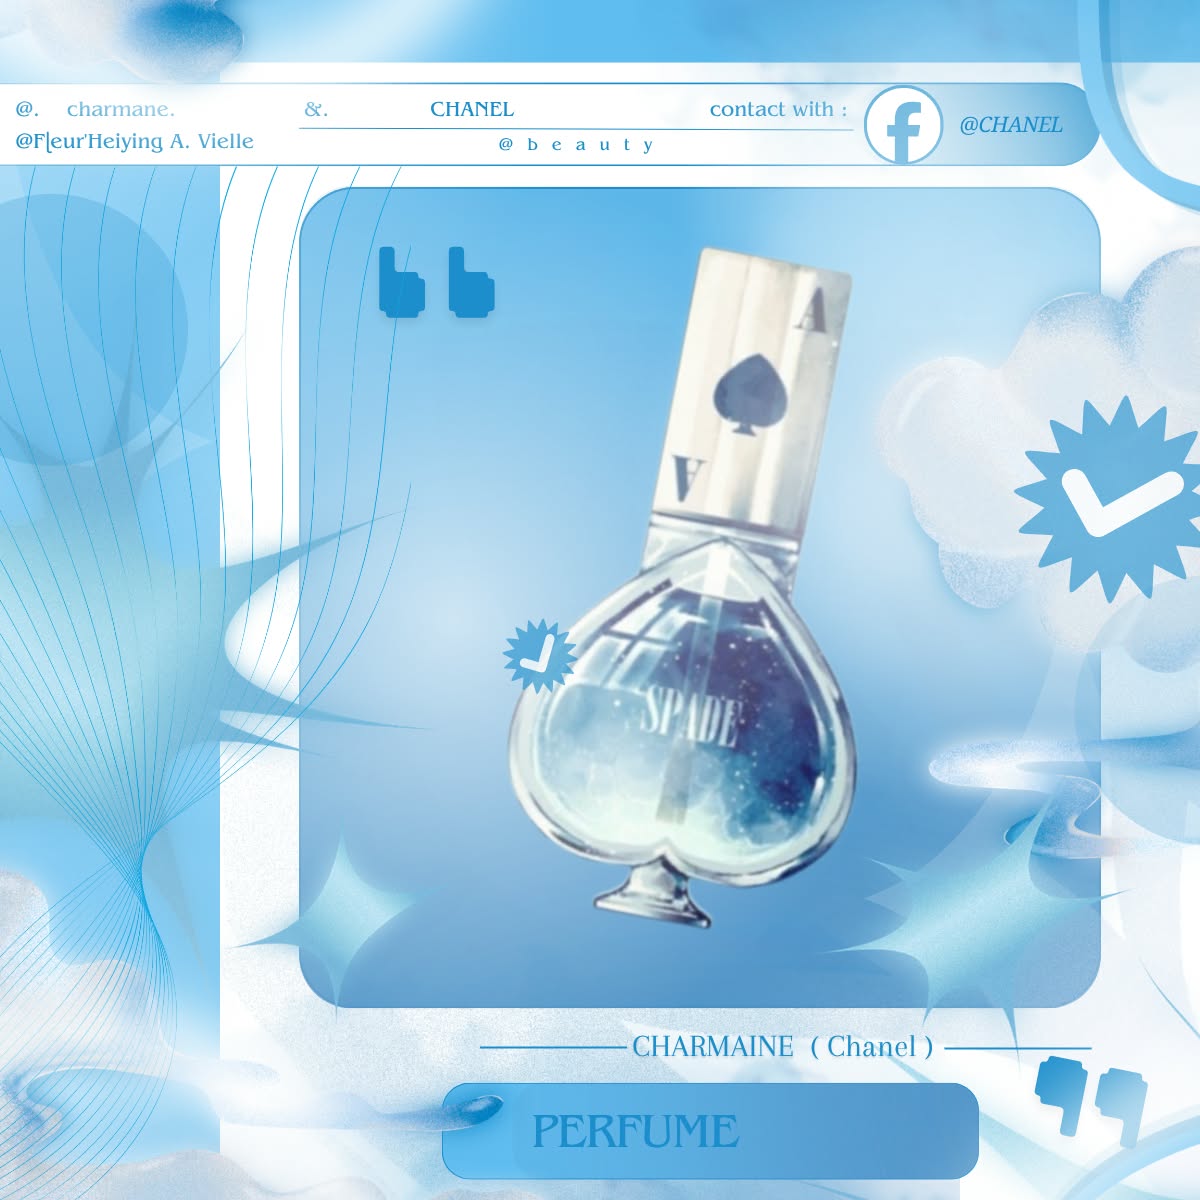 @. charmane. &. CHANEL contact with :
@CHANEL
@Fleur'Heiying A. Vielle @ b e a u t y
A
A
SPADE
CHARMAINE ( Chanel )
PERFUME